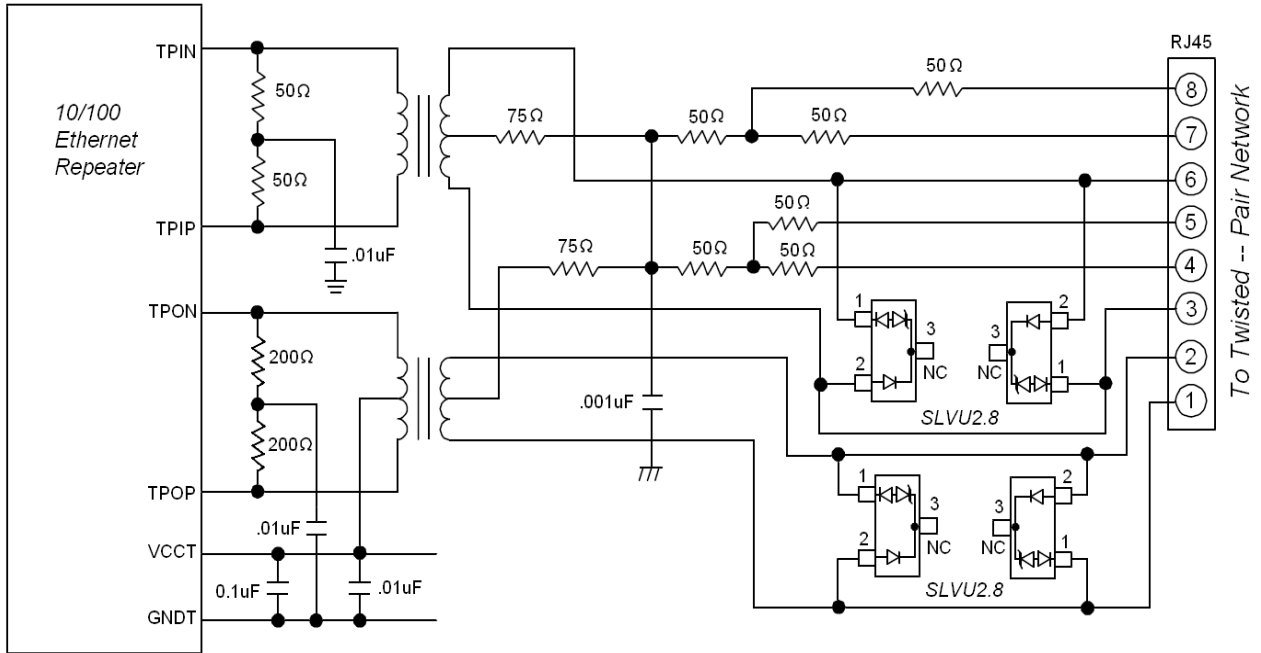 RJ45
TPIN
50Ω
8
10/100
Ethernet
Repeater
50Ω
75Ω
50Ω
50Ω
7
50Ω
6
TPIP
50Ω
5
.01uF
75Ω
50Ω
50Ω
4
To Twisted -- Pair Network
TPON
1
3
2
2
3
NC
3
NC
1
3
200Ω
2
.001uF
SLVU2.8
1
200Ω
TPOP
1
3
2
2
.01uF
NC
3
NC
1
VCCT
0.1uF
.01uF
SLVU2.8
GNDT